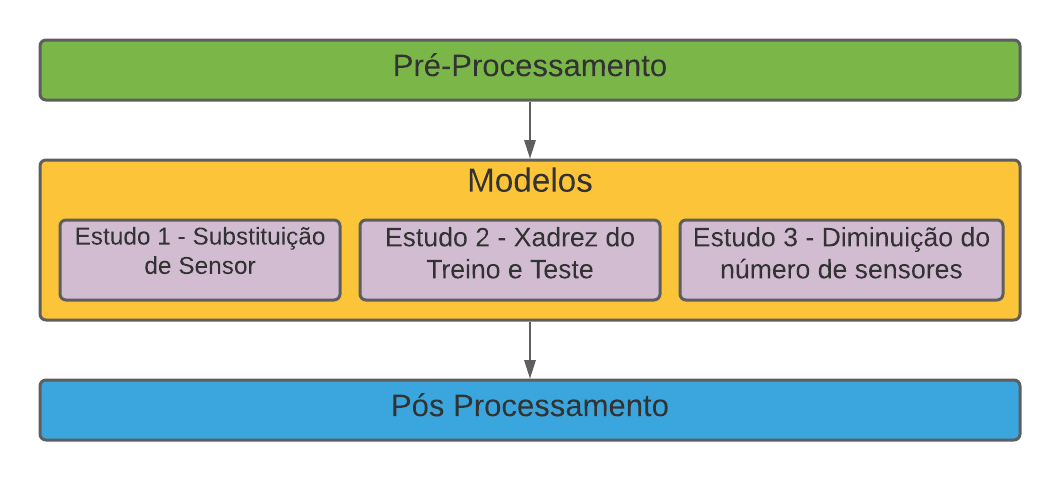 Pré-Processamento
Modelos
Estudo 1 - Substituição
de Sensor
Estudo 2 - Xadrez do
Treino e Teste
Estudo 3 - Diminuição do
número de sensores
Pós Processamento